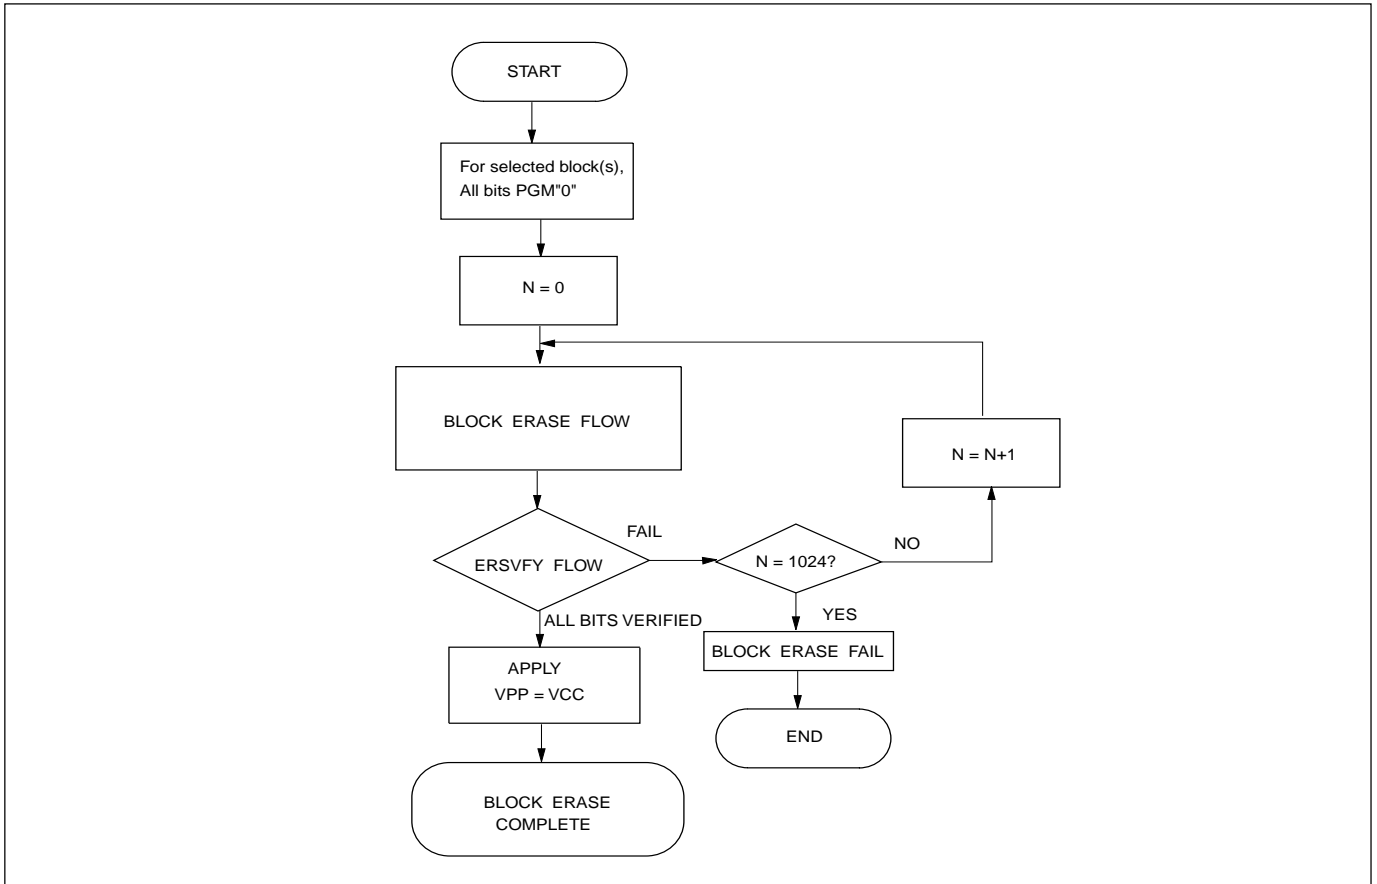 START
For selected block(s),
All bits PGM"0"
N = 0
BLOCK ERASE FLOW
N = N+1
FAIL
NO
ERSVFY FLOW
N = 1024?
ALL BITS VERIFIED
YES
BLOCK ERASE FAIL
APPLY
VPP = VCC
END
BLOCK ERASE
COMPLETE